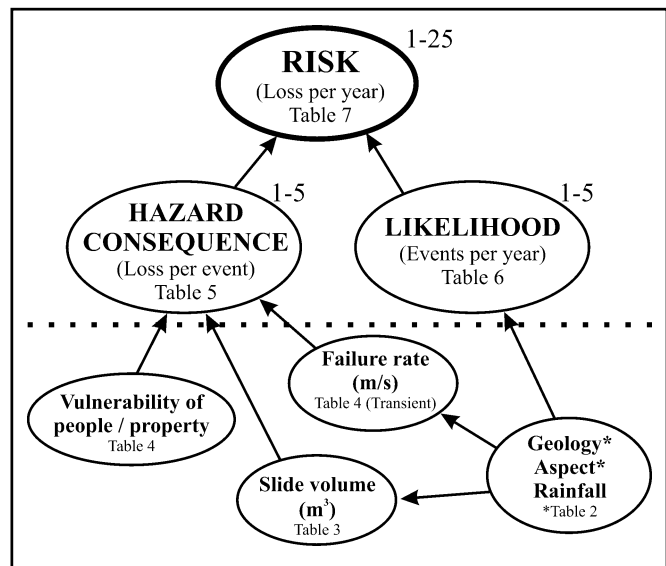 1-25
RISK
(Loss per year)
Table 7
1-5
HAZARD
CONSEQUENCE
(Loss per event)
Table 5
1-5
LIKELIHOOD
(Events per year)
Table 6
Failure rate
(m/s)
Table 4 (Transient)
Vulnerability of
people / property
Table 4
Geology*
Aspect*
Rainfall
*Table 2
Slide volume
(m³)
Table 3